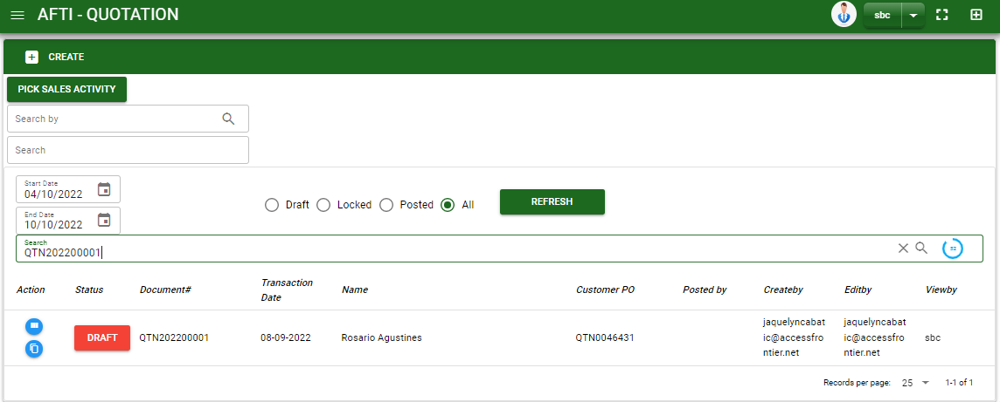 AFTI - QUOTATION
sbc
CREATE
PICK SALES ACTIVITY
Search by
Search
Start Date
04/10/2022
End Date
10/10/2022
Draft Locked Posted All
REFRESH
Search
QTN202200001
52
Action Status Document# Transaction Date Name Customer PO Posted by Createby Editby Viewby
DRAFT QTN202200001 08-09-2022 Rosario Agustines QTN0046431 jaquelyncabatic@accessfrontier.net jaquelyncabatic@accessfrontier.net sbc
Records per page: 25 1-1 of 1